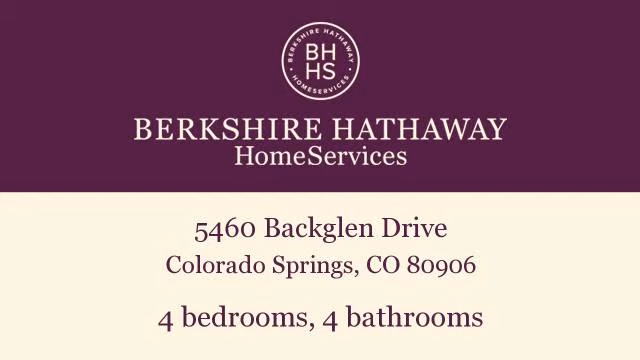 BERKSHIRE HATHAWAY
BH
HS
HOMESERVICES
BERKSHIRE HATHAWAY
HomeServices
5460 Backglen Drive
Colorado Springs, CO 80906
4 bedrooms, 4 bathrooms